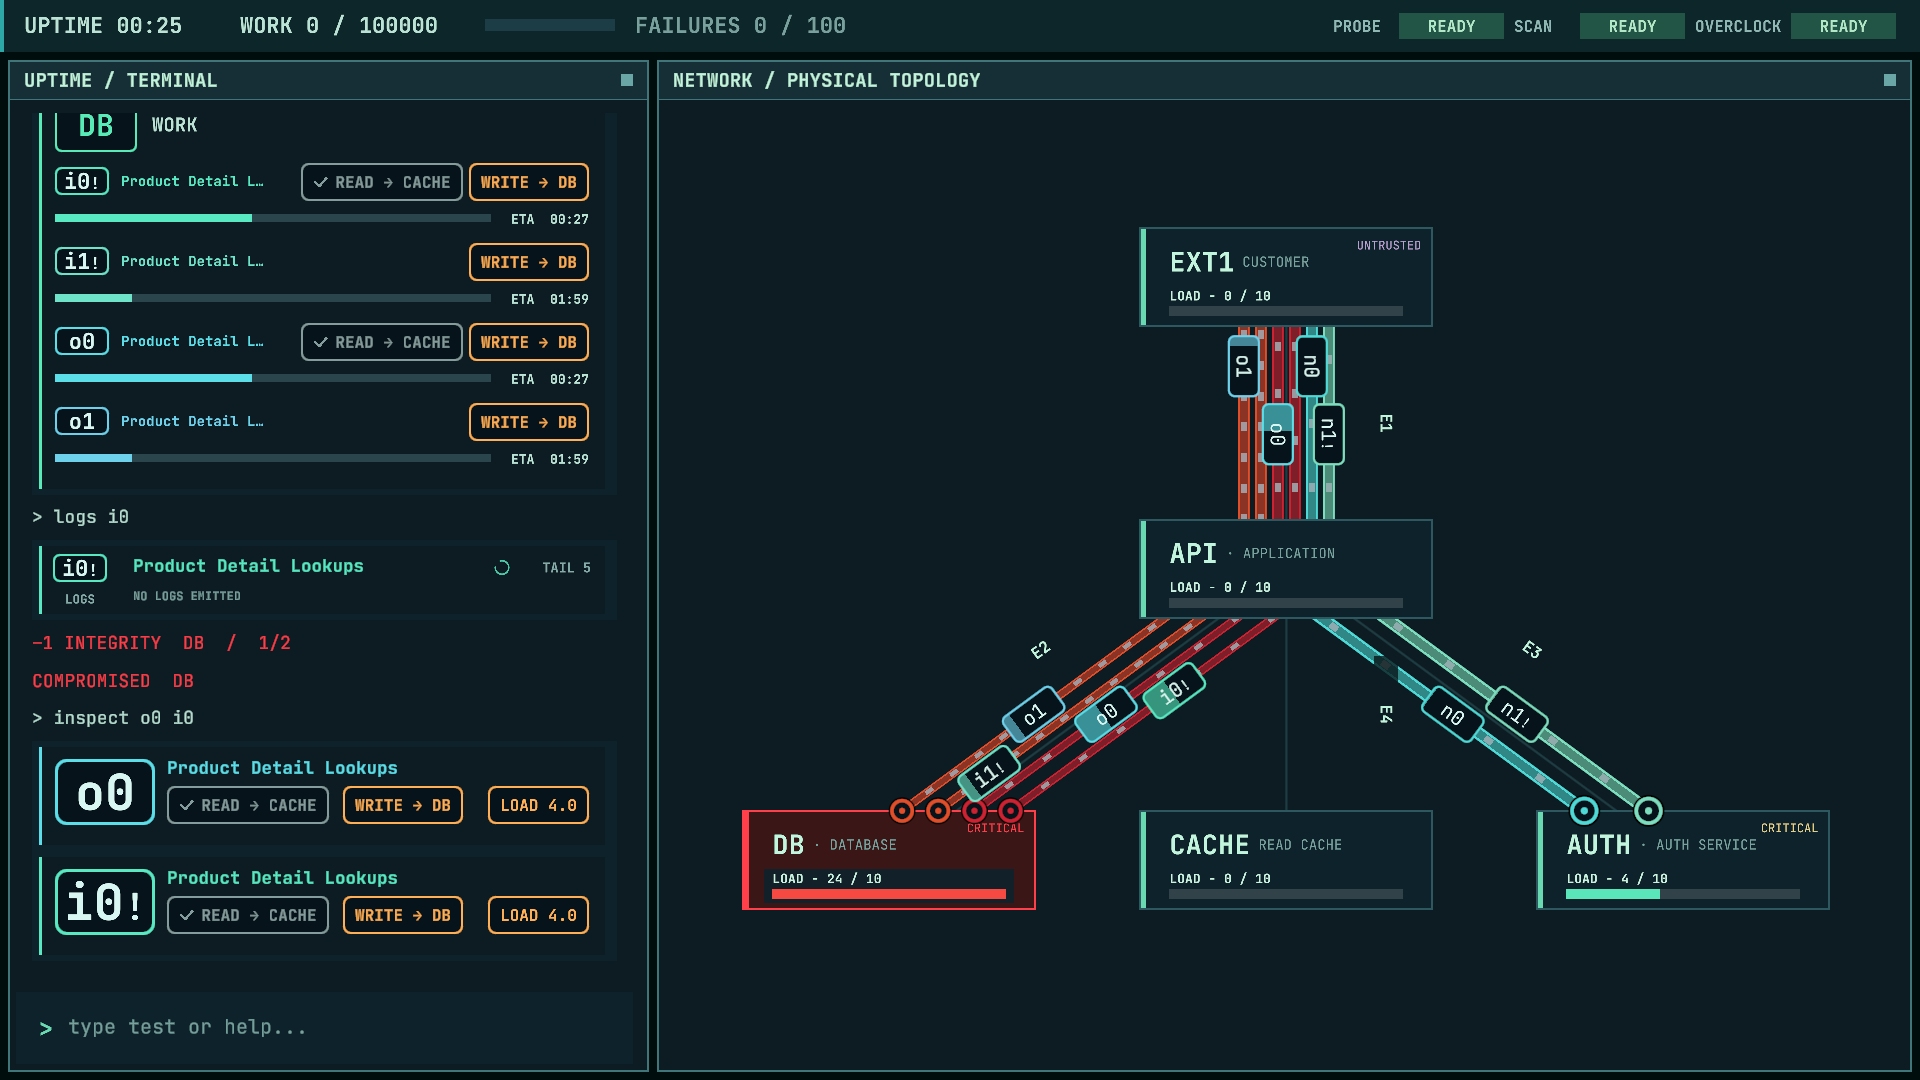 UPTIME 00:25 WORK 0 / 100000 FAILURES 0 / 100 PROBE READY SCAN READY OVERCLOCK READY
UPTIME / TERMINAL
DB WORK
i0! Product Detail L… ✓ READ → CACHE WRITE → DB
ETA 00:27
i1! Product Detail L… WRITE → DB
ETA 01:59
o0 Product Detail L… ✓ READ → CACHE WRITE → DB
ETA 00:27
o1 Product Detail L… WRITE → DB
ETA 01:59
> logs i0
i0! Product Detail Lookups TAIL 5
LOGS NO LOGS EMITTED
−1 INTEGRITY DB / 1/2
COMPROMISED DB
> inspect o0 i0
o0 Product Detail Lookups
✓ READ → CACHE WRITE → DB LOAD 4.0
i0! Product Detail Lookups
✓ READ → CACHE WRITE → DB LOAD 4.0
> type test or help...
NETWORK / PHYSICAL TOPOLOGY
UNTRUSTED
EXT1 CUSTOMER
LOAD - 0 / 10
o1 n0
o0 n1!
E1
API · APPLICATION
LOAD - 0 / 10
E2
E3
E4
o1 o0 i0!
i1!
n0 n1!
CRITICAL
DB · DATABASE
LOAD - 24 / 10
CACHE READ CACHE
LOAD - 0 / 10
CRITICAL
AUTH · AUTH SERVICE
LOAD - 4 / 10